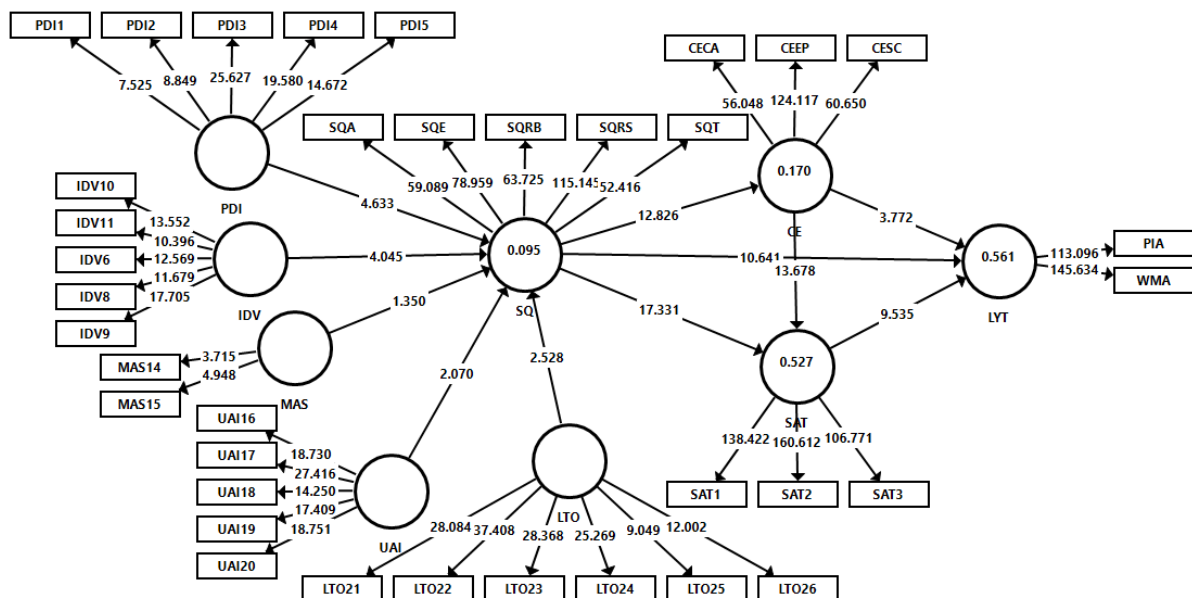 PDI1 PDI2 PDI3 PDI4 PDI5
7.525 8.849 25.627 19.580 14.672
PDI
CECA CEEP CESC
56.048 124.117 60.650
0.170
CE
SQA SQE SQRB SQRS SQT
59.089 78.959 63.725 115.145 52.416
0.095
SQ
IDV10
IDV11
IDV6
IDV8
IDV9
13.552
10.396
12.569
11.679
17.705
IDV
4.633
4.045
1.350
2.070
2.528
12.826
10.641
13.678
17.331
3.772
9.535
0.561
LYT
113.096
145.634
PIA
WMA
MAS14
MAS15
3.715
4.948
MAS
0.527
SAT
138.422 160.612 106.771
SAT1 SAT2 SAT3
UAI16
UAI17
UAI18
UAI19
UAI20
18.730
27.416
14.250
17.409
18.751
UAI
LTO
28.084 37.408 28.368 25.269 9.049 12.002
LTO21 LTO22 LTO23 LTO24 LTO25 LTO26